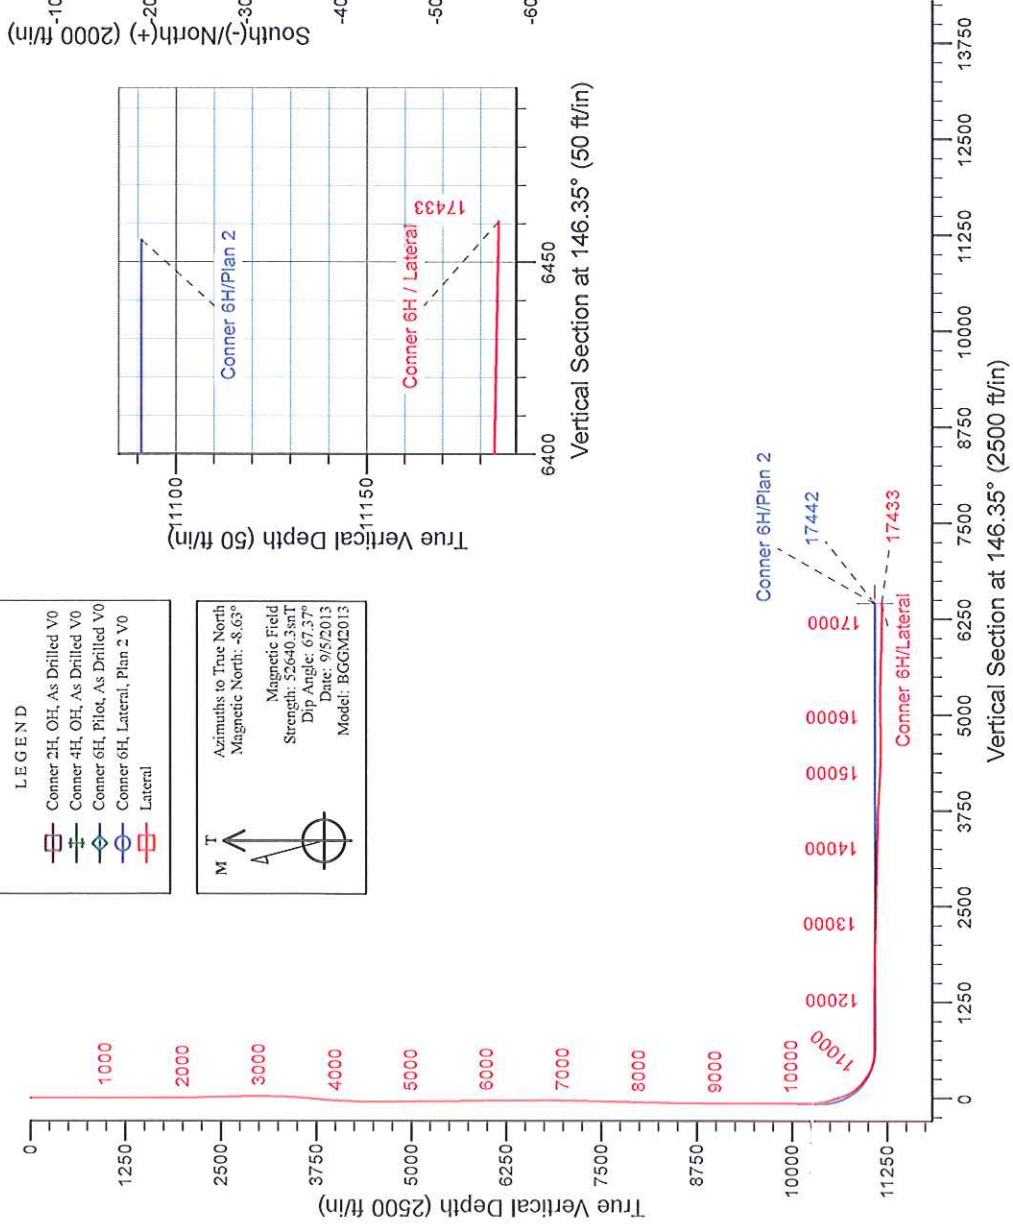 -10
-20
-30
-40
-50
-60
South(-)/North(+) (2000 ft/in)
LEGEND
Conner 2H, OH, As Drilled V0
Conner 4H, OH, As Drilled V0
Conner 6H, Pilot, As Drilled V0
Conner 6H, Lateral, Plan 2 V0
Lateral
M T
Azimuths to True North
Magnetic North: -8.63°
Magnetic Field
Strength: 52640.3snT
Dip Angle: 67.37°
Date: 9/5/2013
Model: BGGM2013
True Vertical Depth (50 ft/in)
11100
11150
Conner 6H/Plan 2
Conner 6H / Lateral
17433
6400
6450
Vertical Section at 146.35° (50 ft/in)
True Vertical Depth (2500 ft/in)
0
1250
2500
3750
5000
6250
7500
8750
10000
11250
1000
2000
3000
4000
5000
6000
7000
8000
9000
10000
11000
12000
13000
14000
15000
16000
17000
Conner 6H/Plan 2
17442
17433
Conner 6H/Lateral
0
1250
2500
3750
5000
6250
7500
8750
10000
11250
12500
13750
Vertical Section at 146.35° (2500 ft/in)